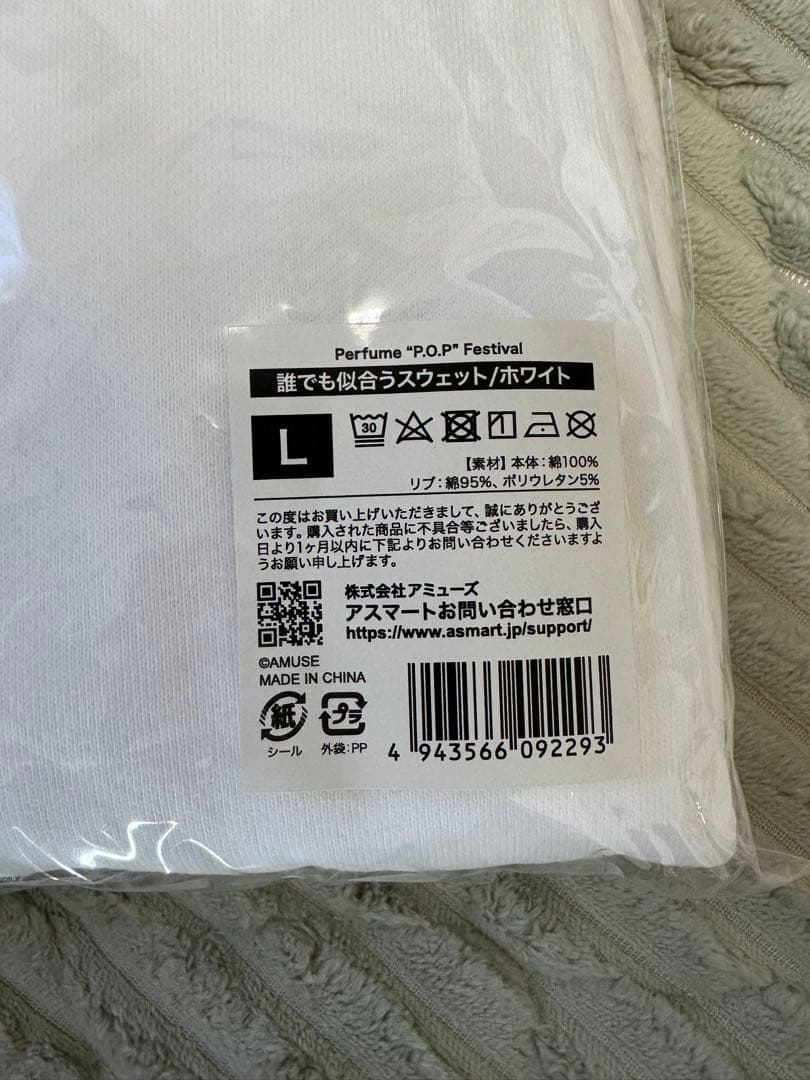 Perfume “P.O.P” Festival
誰でも似合うスウェット/ホワイト
L
30
【素材】本体：綿100%
リブ：綿95%、ポリウレタン5%
この度はお買い上げいただきまして、誠にありがとうござ
います。購入された商品に不具合等ございましたら、購入
日より1ヶ月以内に下記よりお問い合わせくださいますよ
うお願い申し上げます。
株式会社アミューズ
アスマートお問い合わせ窓口
https://www.asmart.jp/support/
©AMUSE
MADE IN CHINA
紙
プラ
シール
外袋:PP
4 943566 092293